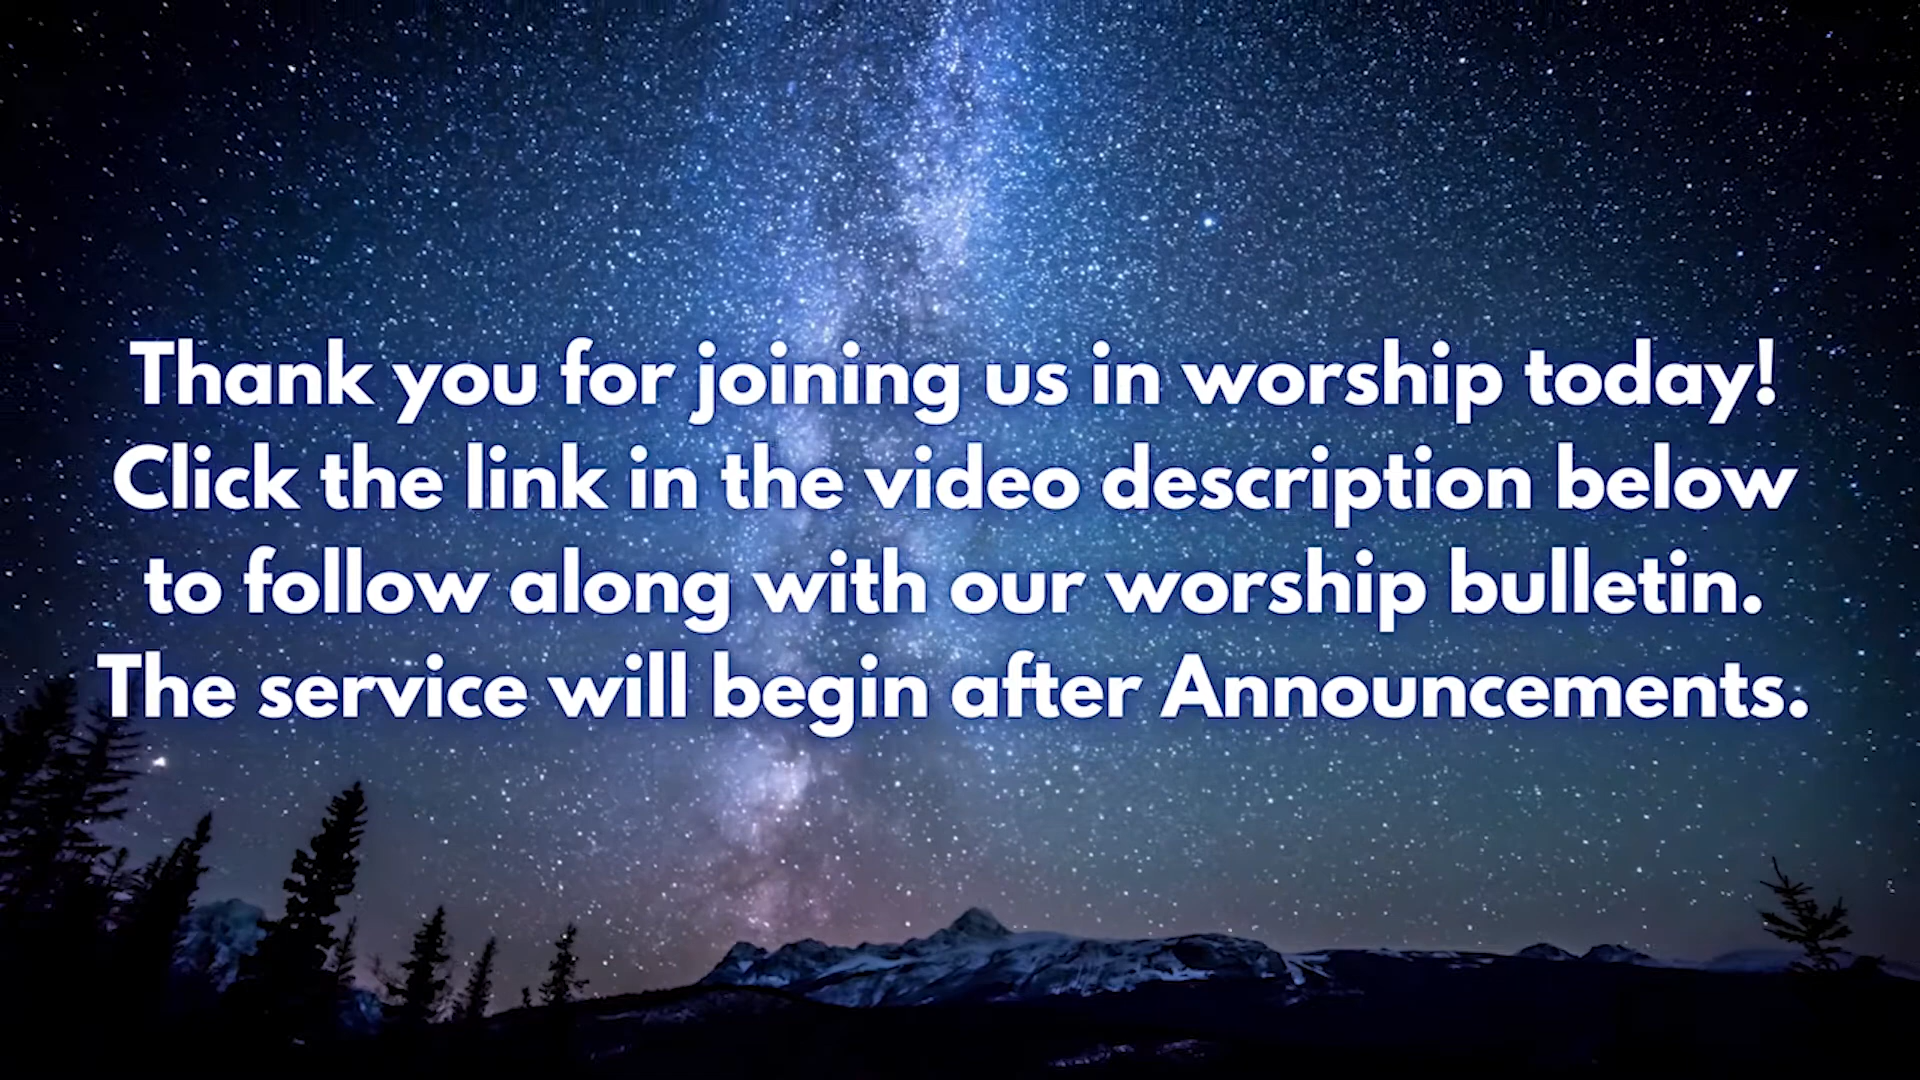 Thank you for joining us in worship today!
Click the link in the video description below
to follow along with our worship bulletin.
The service will begin after Announcements.